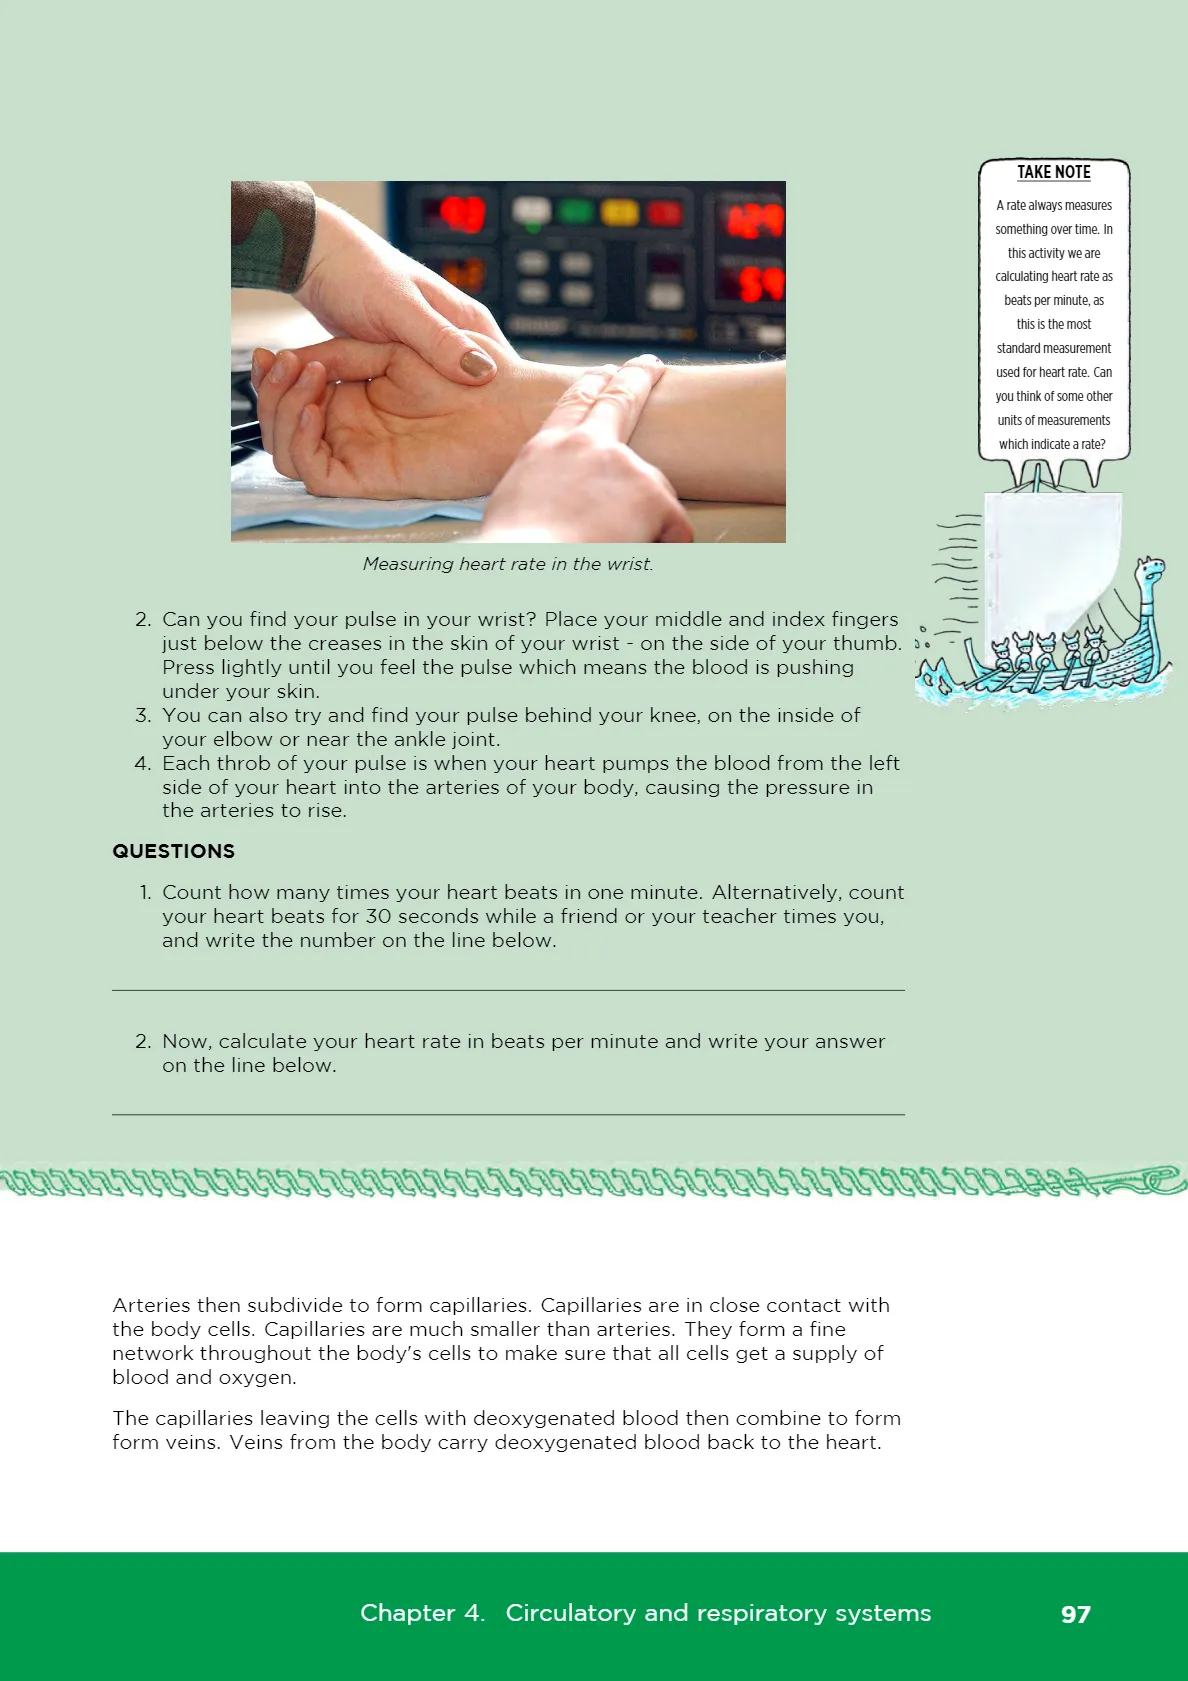 TAKE NOTE
A rate always measures
something over time. In
this activity we are
calculating heart rate as
beats per minute, as
this is the most
standard measurement
used for heart rate. Can
you think of some other
units of measurements
which indicate a rate?
Measuring heart rate in the wrist.
2. Can you find your pulse in your wrist? Place your middle and index fingers
just below the creases in the skin of your wrist - on the side of your thumb.
Press lightly until you feel the pulse which means the blood is pushing
under your skin.
3. You can also try and find your pulse behind your knee, on the inside of
your elbow or near the ankle joint.
4. Each throb of your pulse is when your heart pumps the blood from the left
side of your heart into the arteries of your body, causing the pressure in
the arteries to rise.
QUESTIONS
1. Count how many times your heart beats in one minute. Alternatively, count
your heart beats for 30 seconds while a friend or your teacher times you,
and write the number on the line below.
2. Now, calculate your heart rate in beats per minute and write your answer
on the line below.
Arteries then subdivide to form capillaries. Capillaries are in close contact with
the body cells. Capillaries are much smaller than arteries. They form a fine
network throughout the body's cells to make sure that all cells get a supply of
blood and oxygen.
The capillaries leaving the cells with deoxygenated blood then combine to form
form veins. Veins from the body carry deoxygenated blood back to the heart.
Chapter 4. Circulatory and respiratory systems 97